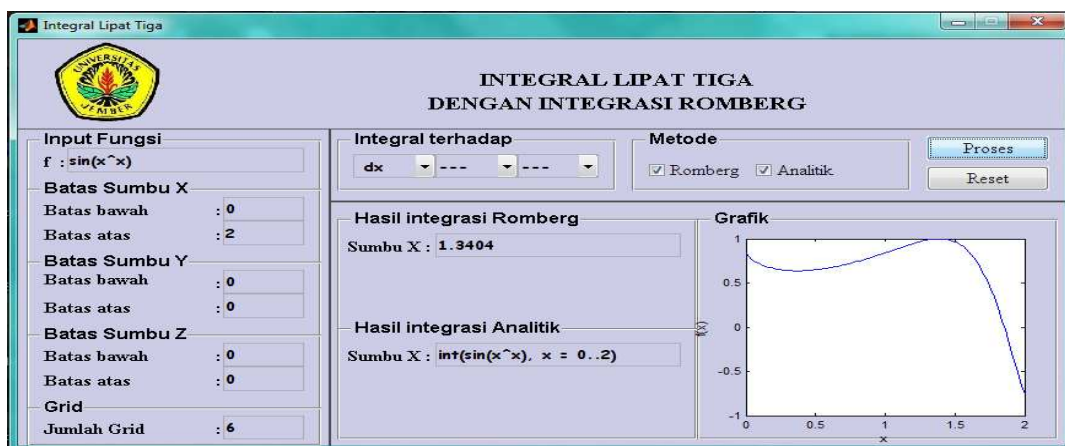 Integral Lipat Tiga
UNIVERSITAS
JEMBER
INTEGRAL LIPAT TIGA
DENGAN INTEGRASI ROMBERG
Input Fungsi
f : sin(x^x)
Batas Sumbu X
Batas bawah : 0
Batas atas : 2
Batas Sumbu Y
Batas bawah : 0
Batas atas : 0
Batas Sumbu Z
Batas bawah : 0
Batas atas : 0
Grid
Jumlah Grid : 6
Integral terhadap
dx --- ---
Metode
Romberg Analitik
Proses
Reset
Hasil integrasi Romberg
Sumbu X : 1.3404
Hasil integrasi Analitik
Sumbu X : int(sin(x^x), x = 0..2)
Grafik
1
0.5
0
-0.5
-1
f(x)
0 0.5 1 1.5 2
x